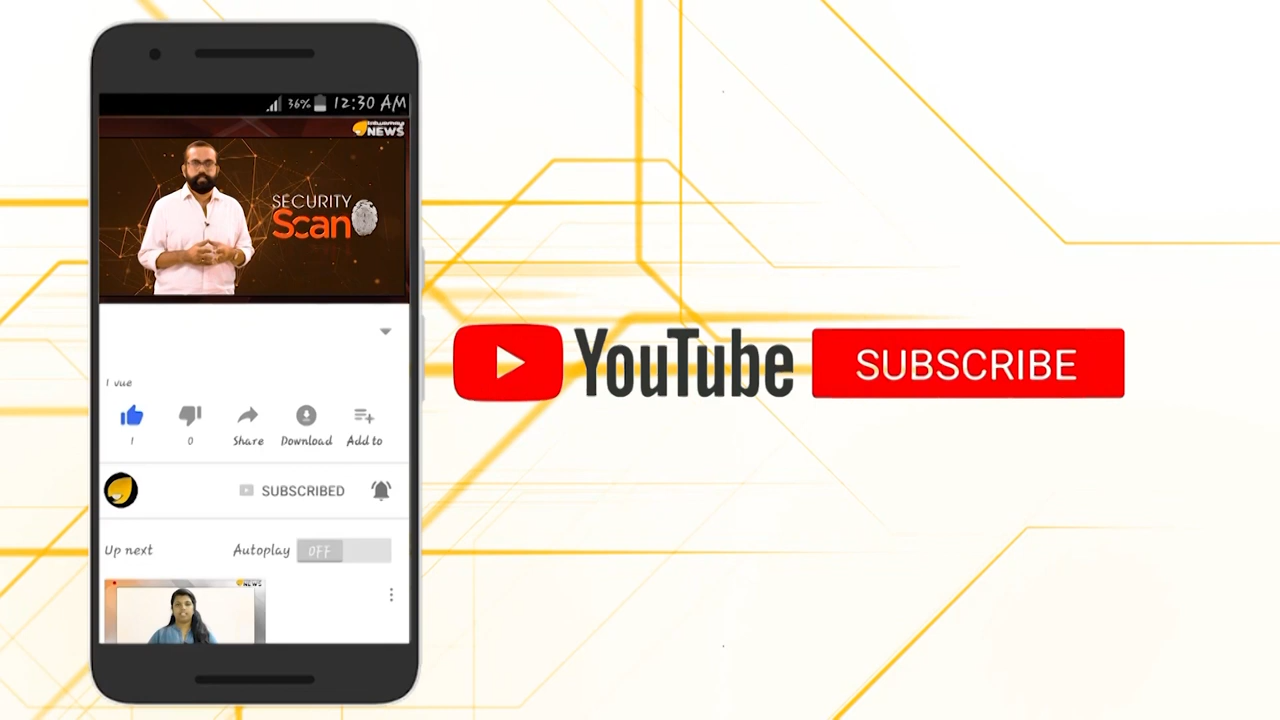 36% 12:30 AM
NEWS
SECURITY
Scan
1 vue
1 0 Share Download Add to
SUBSCRIBED
Up next Autoplay OFF
NEWS
YouTube SUBSCRIBE